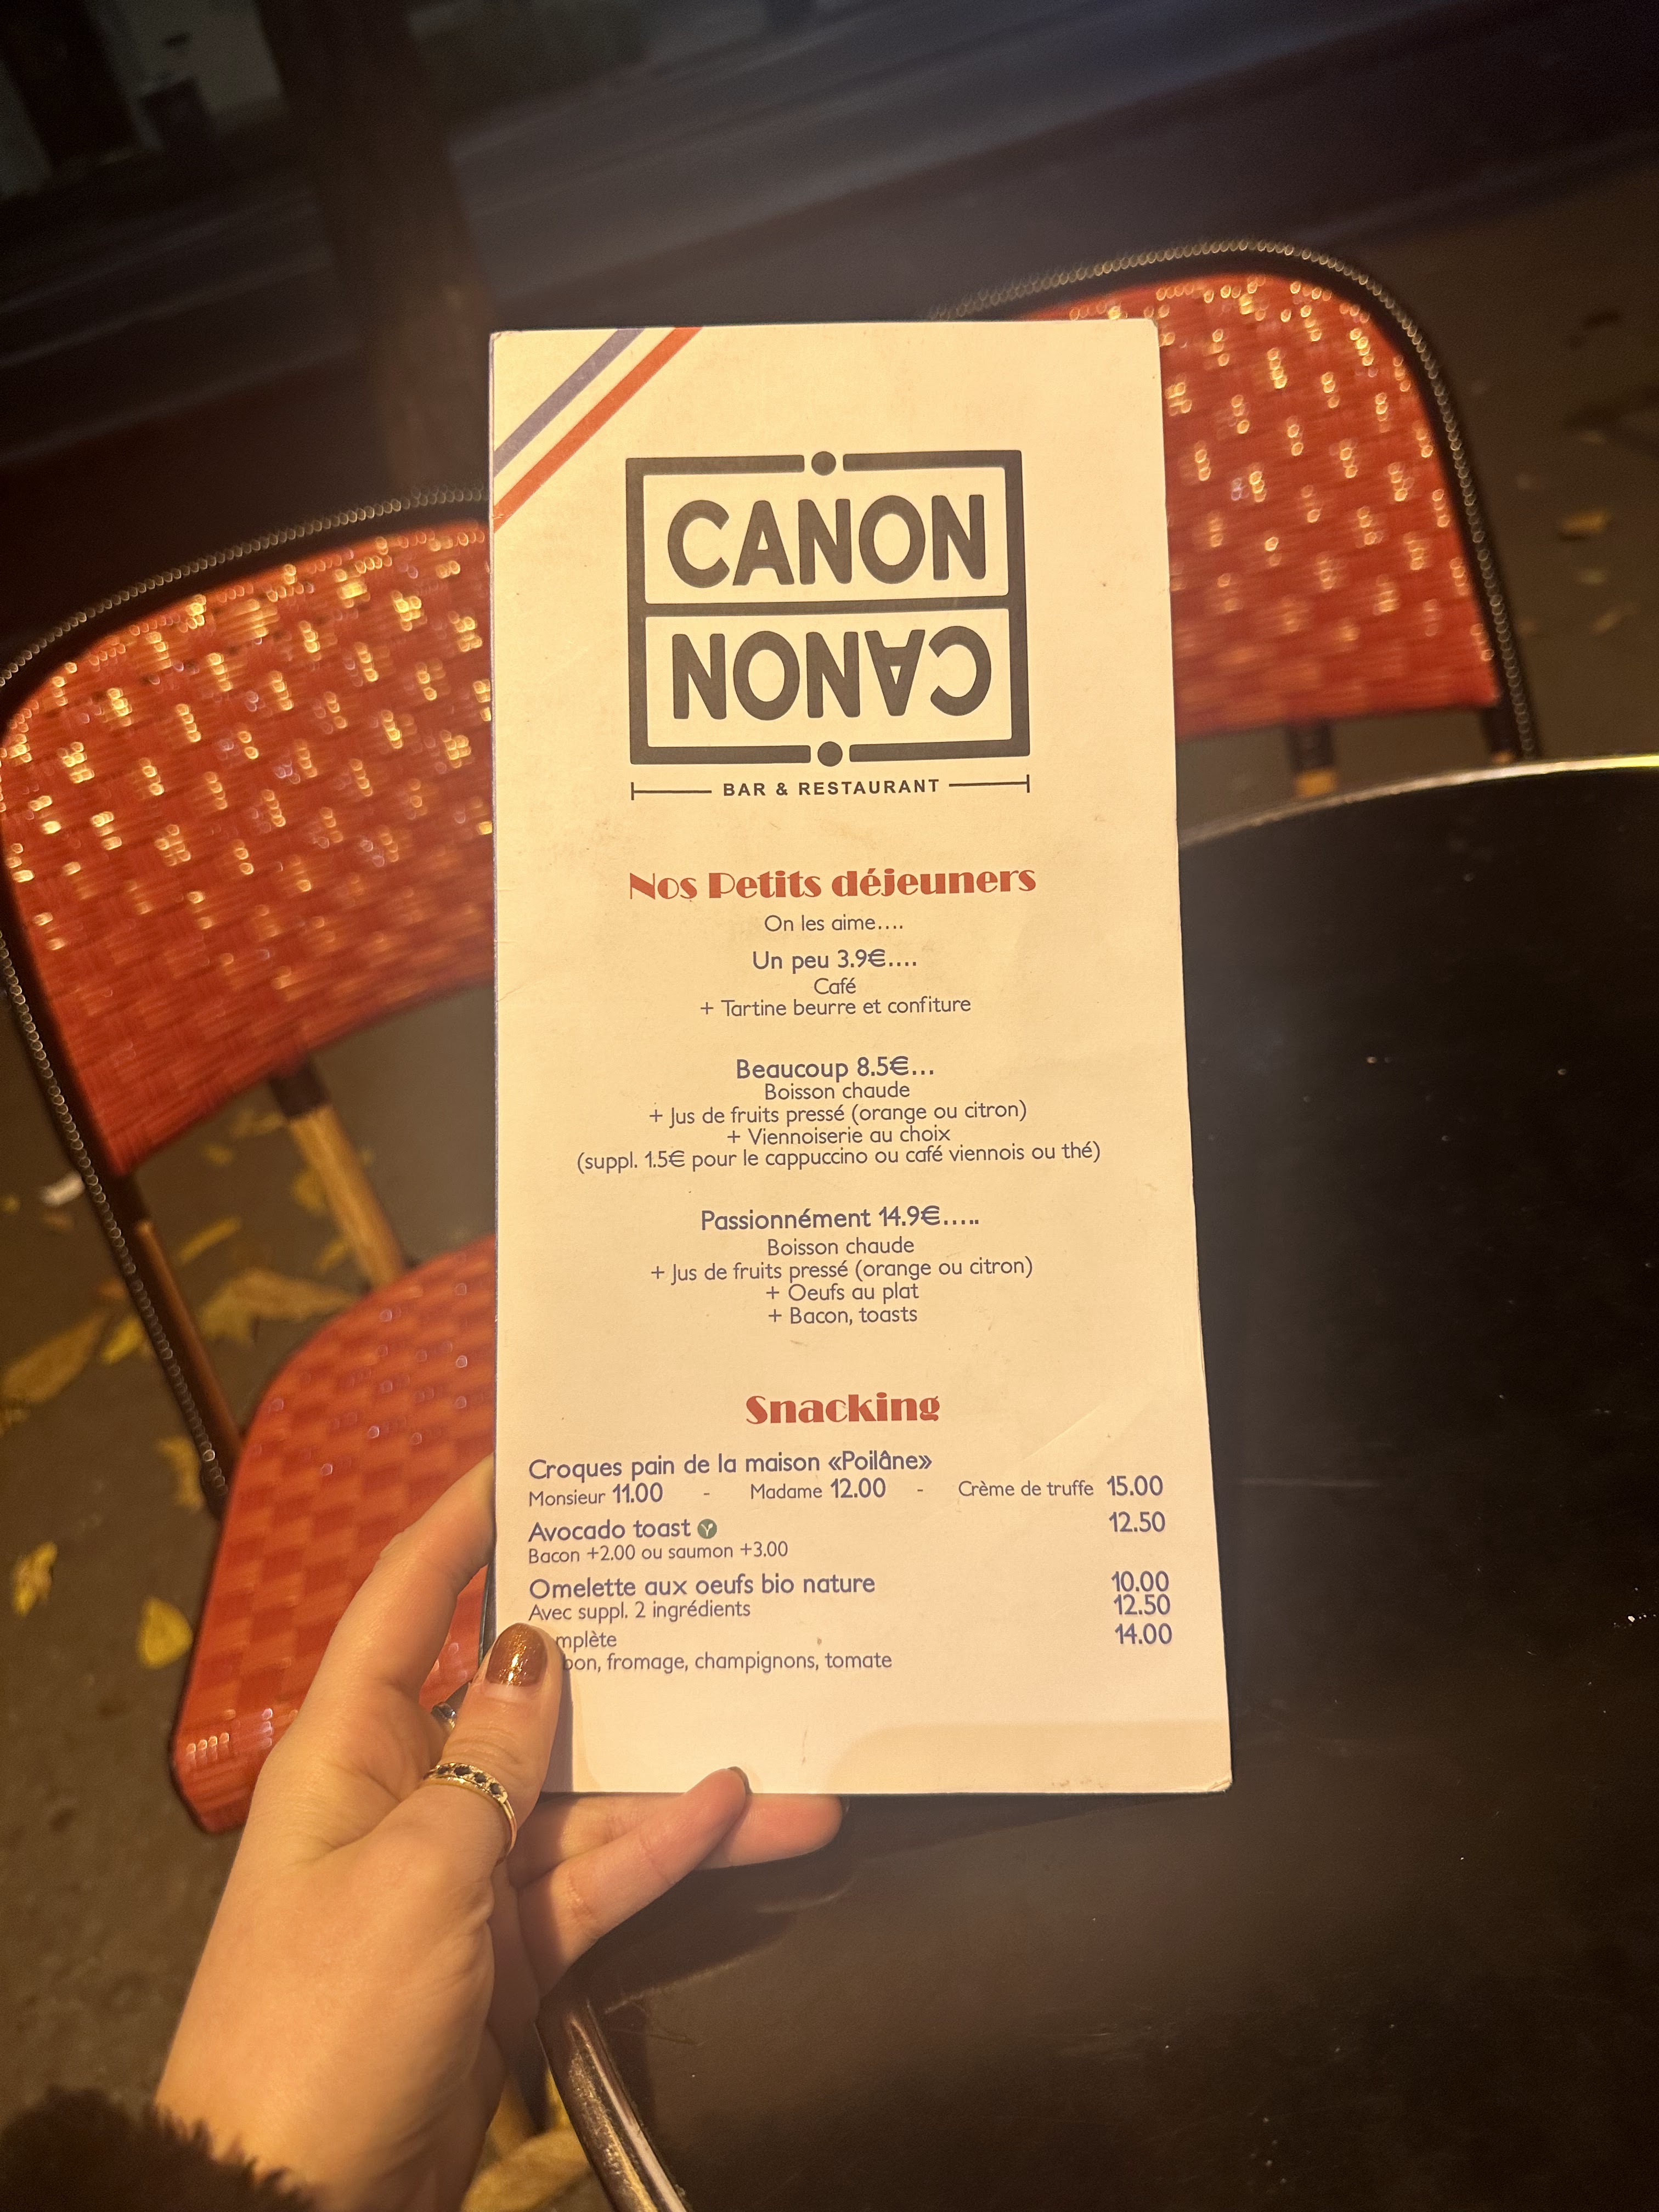 CANON
CANON
BAR & RESTAURANT
Nos Petits déjeuners
On les aime....
Un peu 3.9€....
Café
+ Tartine beurre et confiture
Beaucoup 8.5€...
Boisson chaude
+ Jus de fruits pressé (orange ou citron)
+ Viennoiserie au choix
(suppl. 1.5€ pour le cappuccino ou café viennois ou thé)
Passionnément 14.9€.....
Boisson chaude
+ Jus de fruits pressé (orange ou citron)
+ Oeufs au plat
+ Bacon, toasts
Snacking
Croques pain de la maison «Poilâne»
Monsieur 11.00 - Madame 12.00 - Crème de truffe 15.00
Avocado toast 12.50
Bacon +2.00 ou saumon +3.00
Omelette aux oeufs bio nature 10.00
Avec suppl. 2 ingrédients 12.50
mplète 14.00
bon, fromage, champignons, tomate